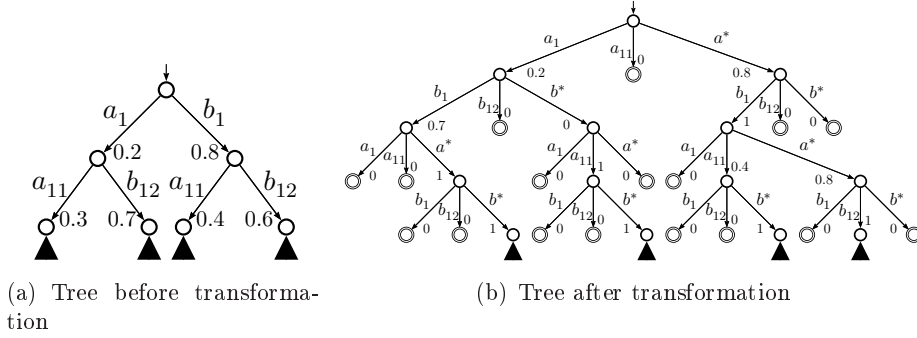 a₁ b₁
0.2 0.8
a₁₁ b₁₂ a₁₁ b₁₂
0.3 0.7 0.4 0.6
(a) Tree before transforma-
tion
a₁ a₁₁ a*
0.2 0 0.8
b₁ b₁₂ b* b₁ b₁₂ b*
0.7 0 0 1 0 0
a₁ a₁₁ a* a₁ a₁₁ a* a₁ a₁₁ a*
0 0 1 0 1 0 0 0.4 0.8
b₁ b₁₂ b* b₁ b₁₂ b* b₁ b₁₂ b* b₁ b₁₂ b*
0 0 1 0 0 1 0 0 1 0 1 0
(b) Tree after transformation